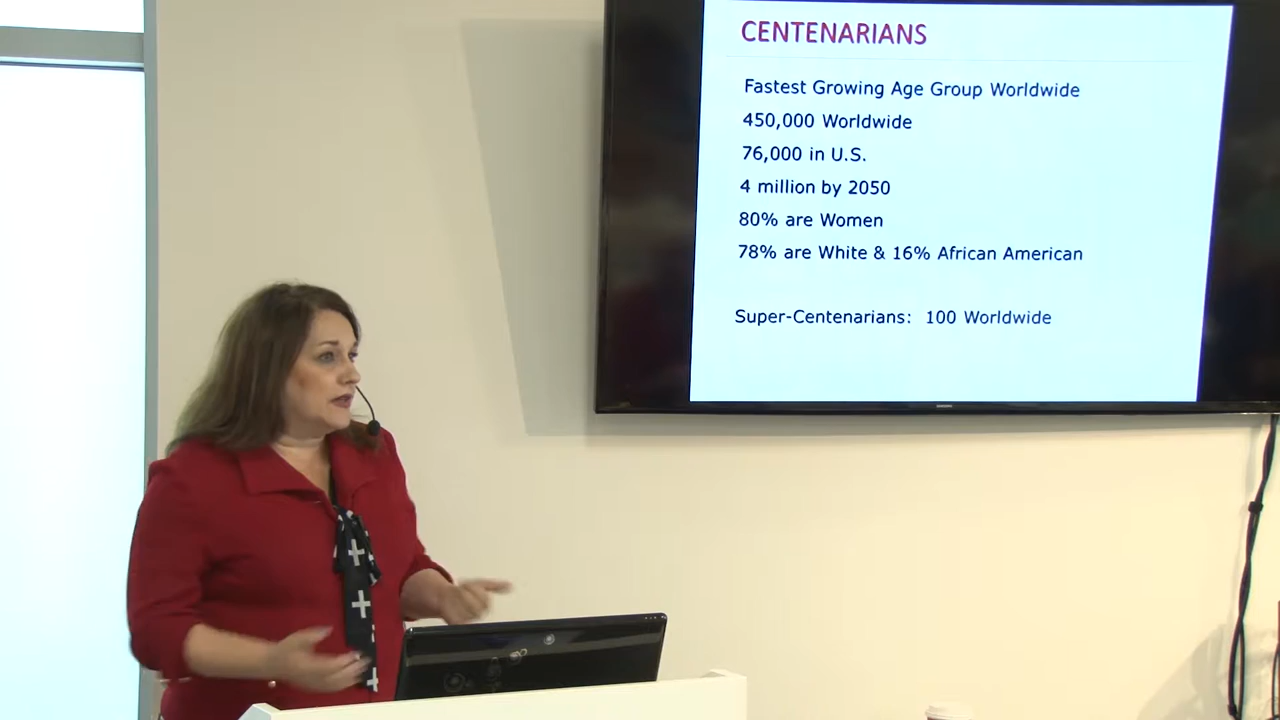 CENTENARIANS
Fastest Growing Age Group Worldwide
450,000 Worldwide
76,000 in U.S.
4 million by 2050
80% are Women
78% are White & 16% African American
Super-Centenarians: 100 Worldwide